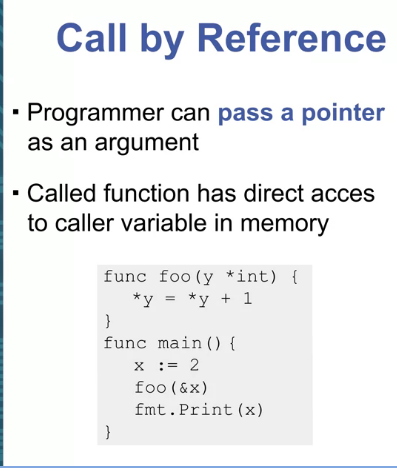 Call by Reference
▪ Programmer can pass a pointer
as an argument
▪ Called function has direct acces
to caller variable in memory
func foo(y *int) {
   *y = *y + 1
}
func main(){
   x := 2
   foo(&x)
   fmt.Print(x)
}